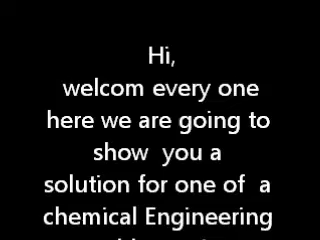 Hi,
welcom every one
here we are going to
show you a
solution for one of a
chemical Engineering